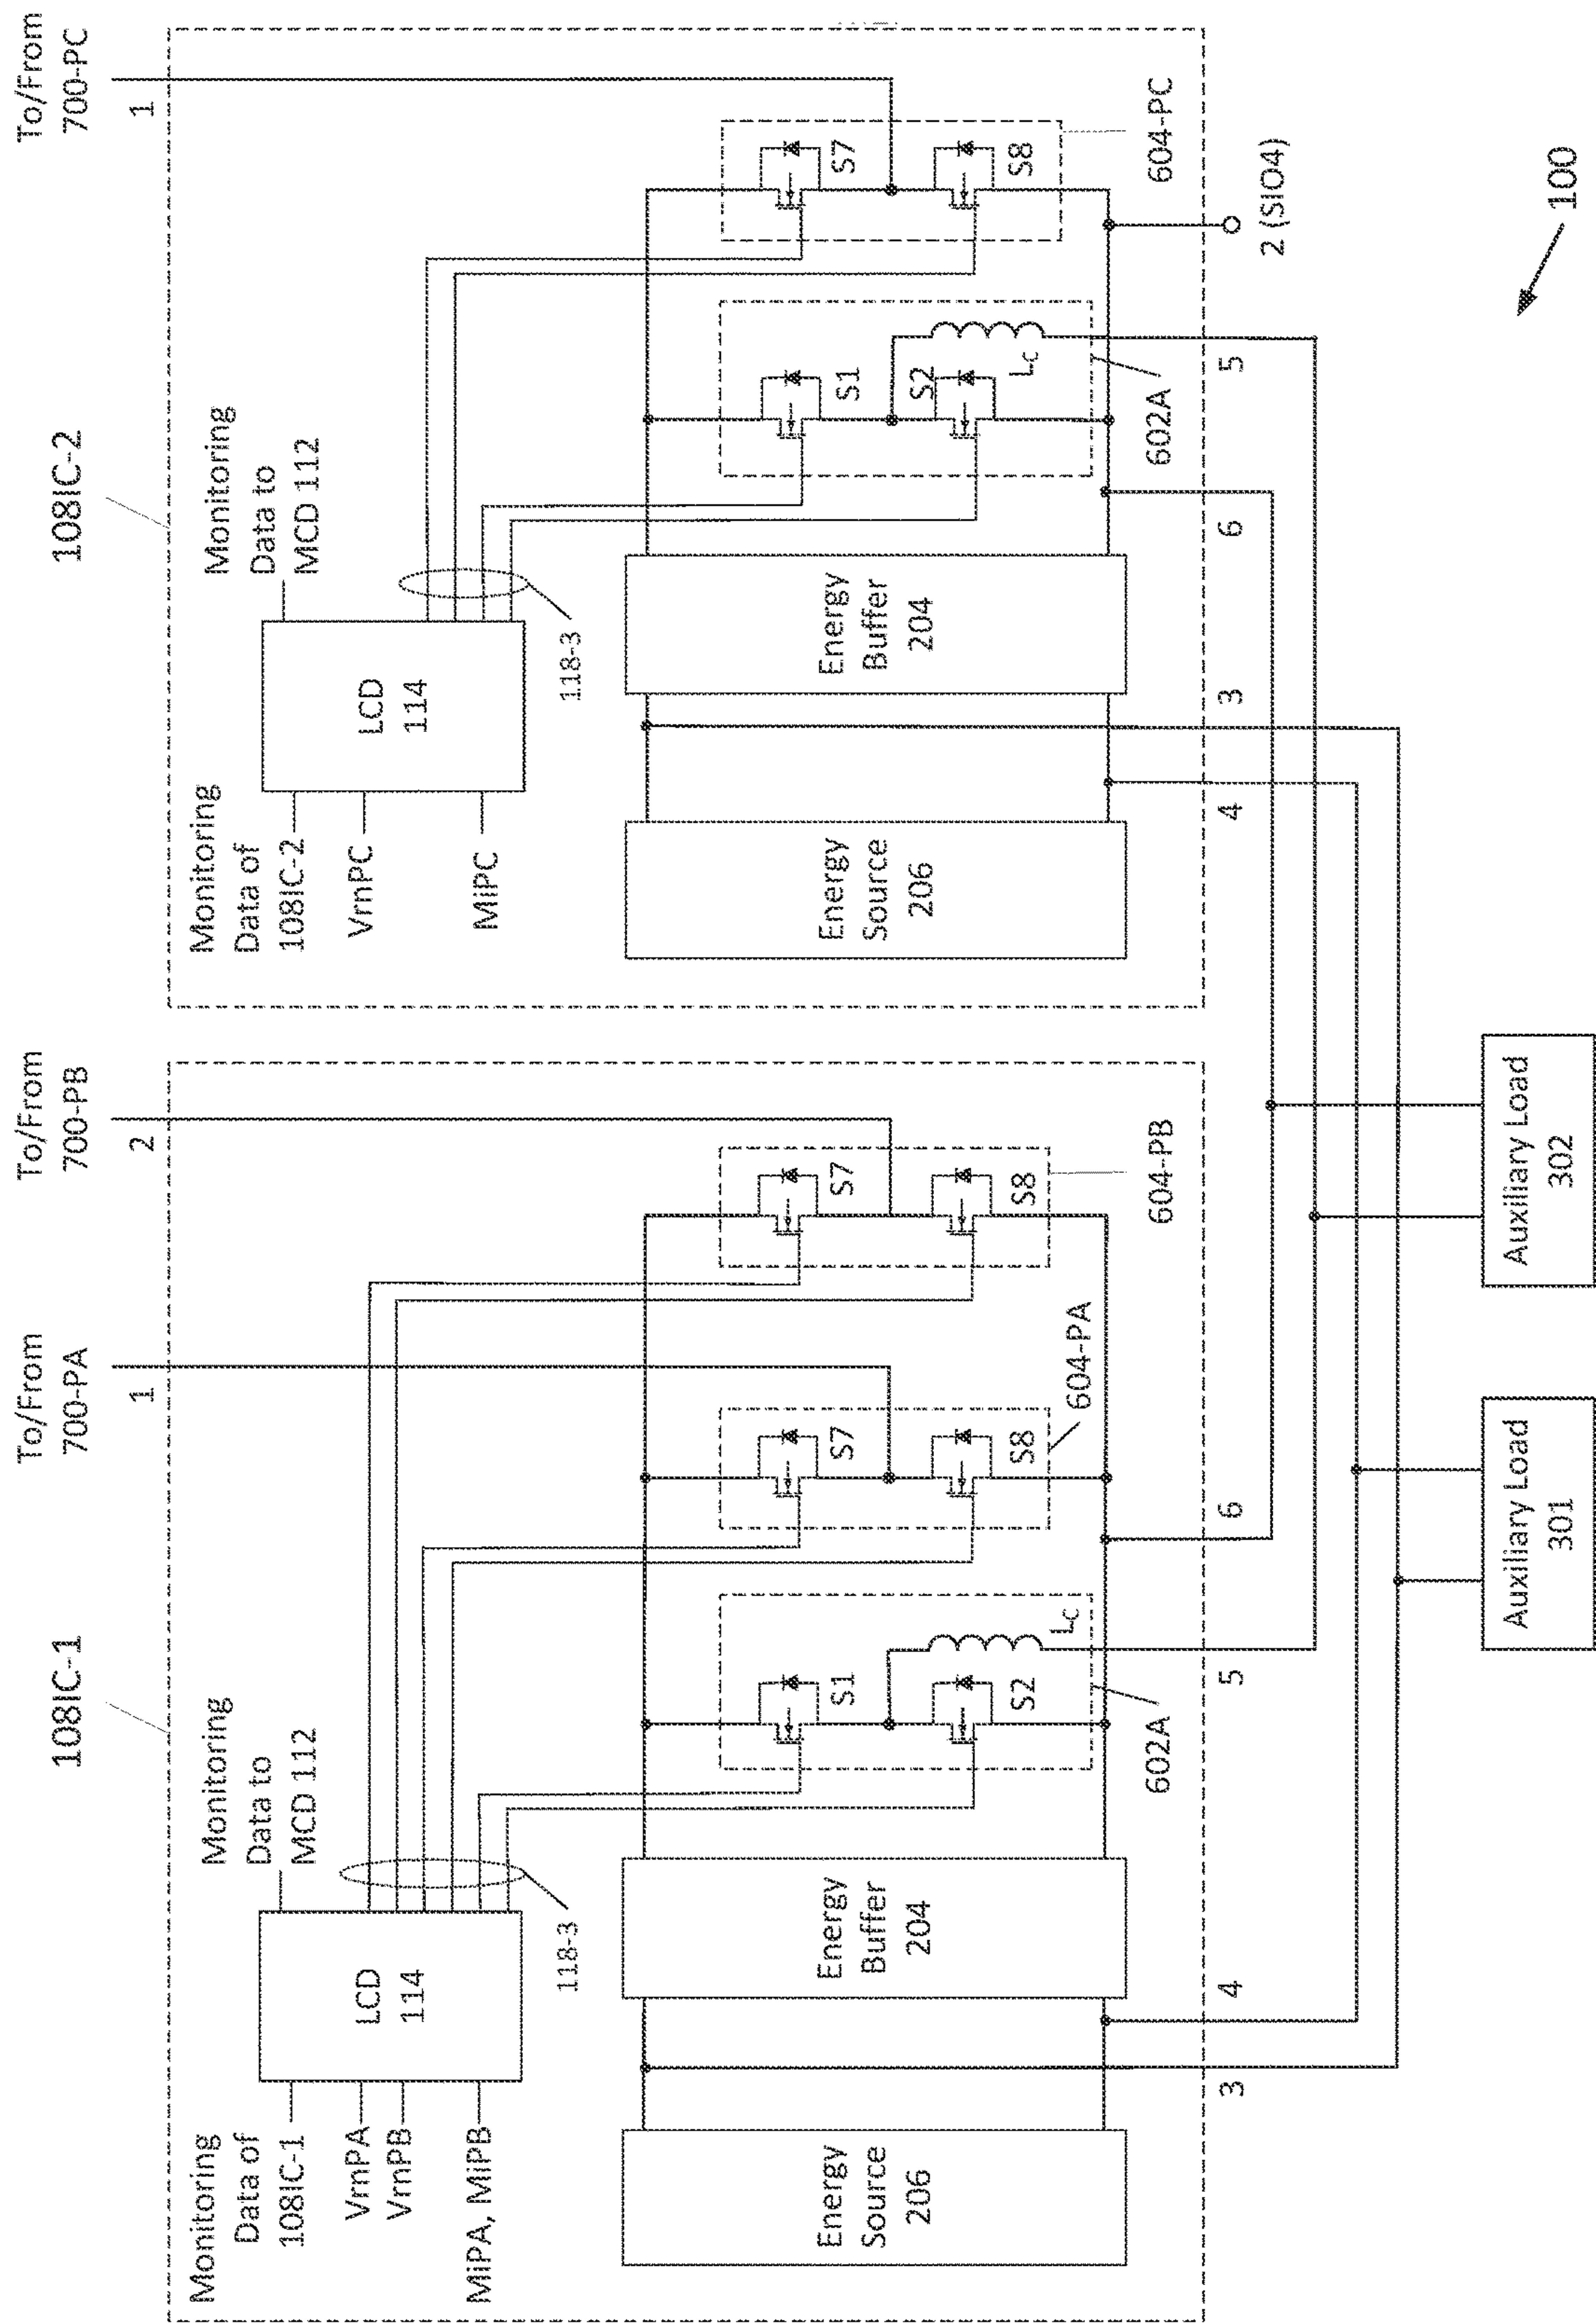 108IC-1
To/From
700-PA
To/From
700-PB
1
2
Monitoring
Data to
MCD 112
Monitoring
Data of
108IC-1
VrnPA
VrnPB
MiPA, MiPB
LCD
114
118-3
Energy
Source
206
Energy
Buffer
204
S1
S2
LC
602A
S7
S8
604-PA
S7
S8
604-PB
3
4
5
6
108IC-2
To/From
700-PC
1
Monitoring
Data to
MCD 112
Monitoring
Data of
108IC-2
VrnPC
MiPC
LCD
114
118-3
Energy
Source
206
Energy
Buffer
204
S1
S2
LC
602A
S7
S8
604-PC
4
3
6
5
2 (SIO4)
Auxiliary Load
301
Auxiliary Load
302
100